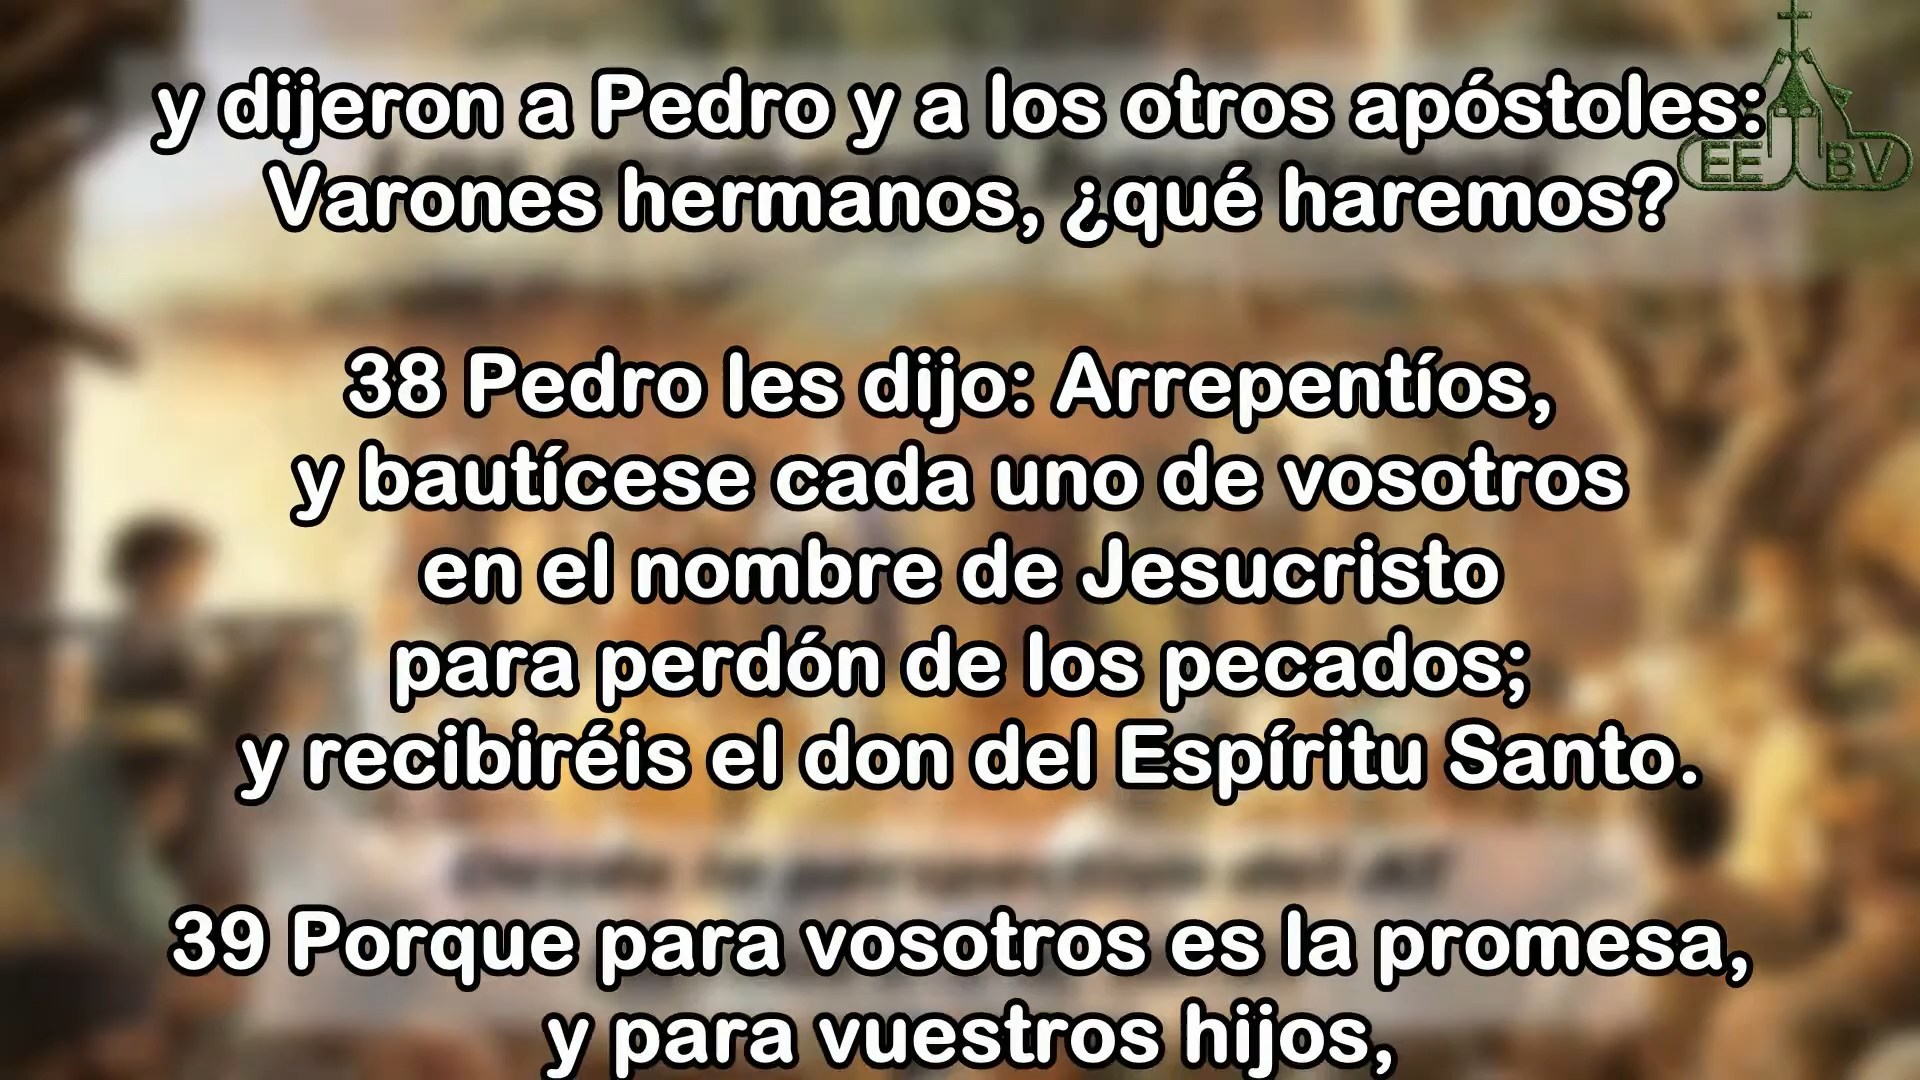 y dijeron a Pedro y a los otros apóstoles:
Varones hermanos, ¿qué haremos?
EE BV
38 Pedro les dijo: Arrepentíos,
y bautícese cada uno de vosotros
en el nombre de Jesucristo
para perdón de los pecados;
y recibiréis el don del Espíritu Santo.
39 Porque para vosotros es la promesa,
y para vuestros hijos,